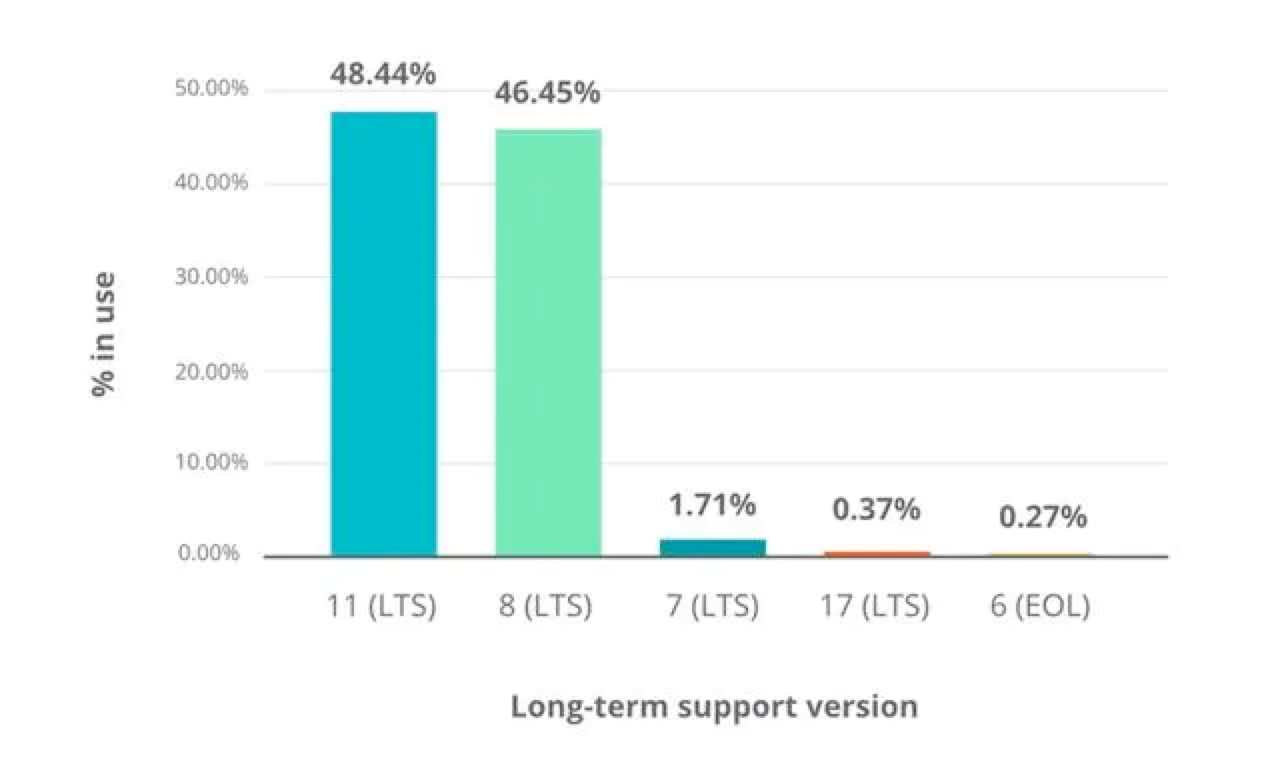 48.44%
46.45%
1.71%
0.37%
0.27%
50.00%
40.00%
30.00%
20.00%
10.00%
0.00%
% in use
11 (LTS)
8 (LTS)
7 (LTS)
17 (LTS)
6 (EOL)
Long-term support version